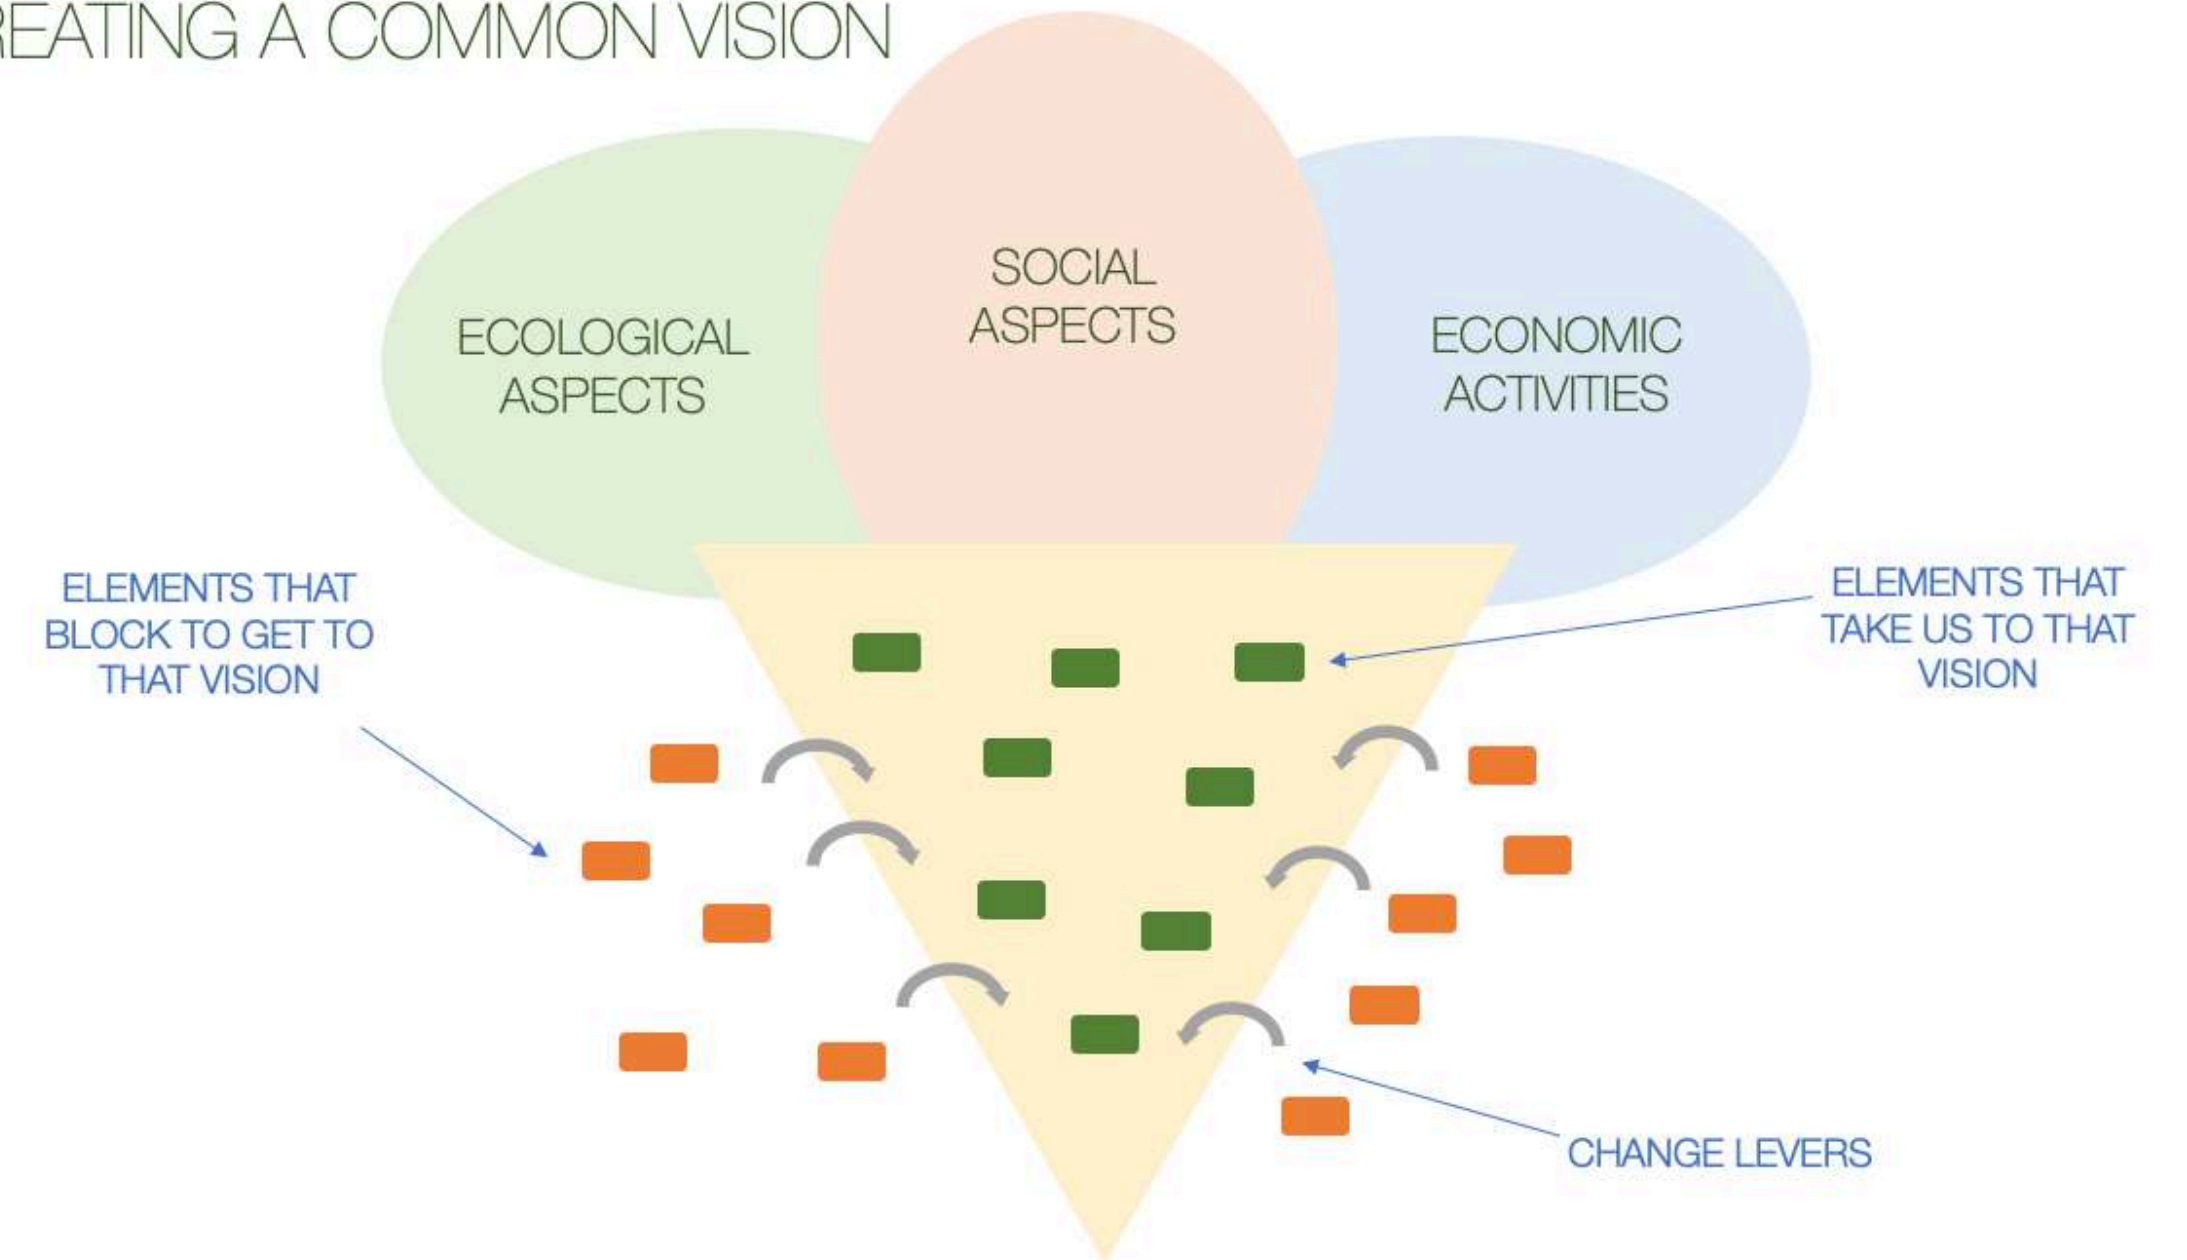 REATING A COMMON VISION
SOCIAL
ASPECTS
ECOLOGICAL
ASPECTS
ECONOMIC
ACTIVITIES
ELEMENTS THAT
BLOCK TO GET TO
THAT VISION
ELEMENTS THAT
TAKE US TO THAT
VISION
CHANGE LEVERS